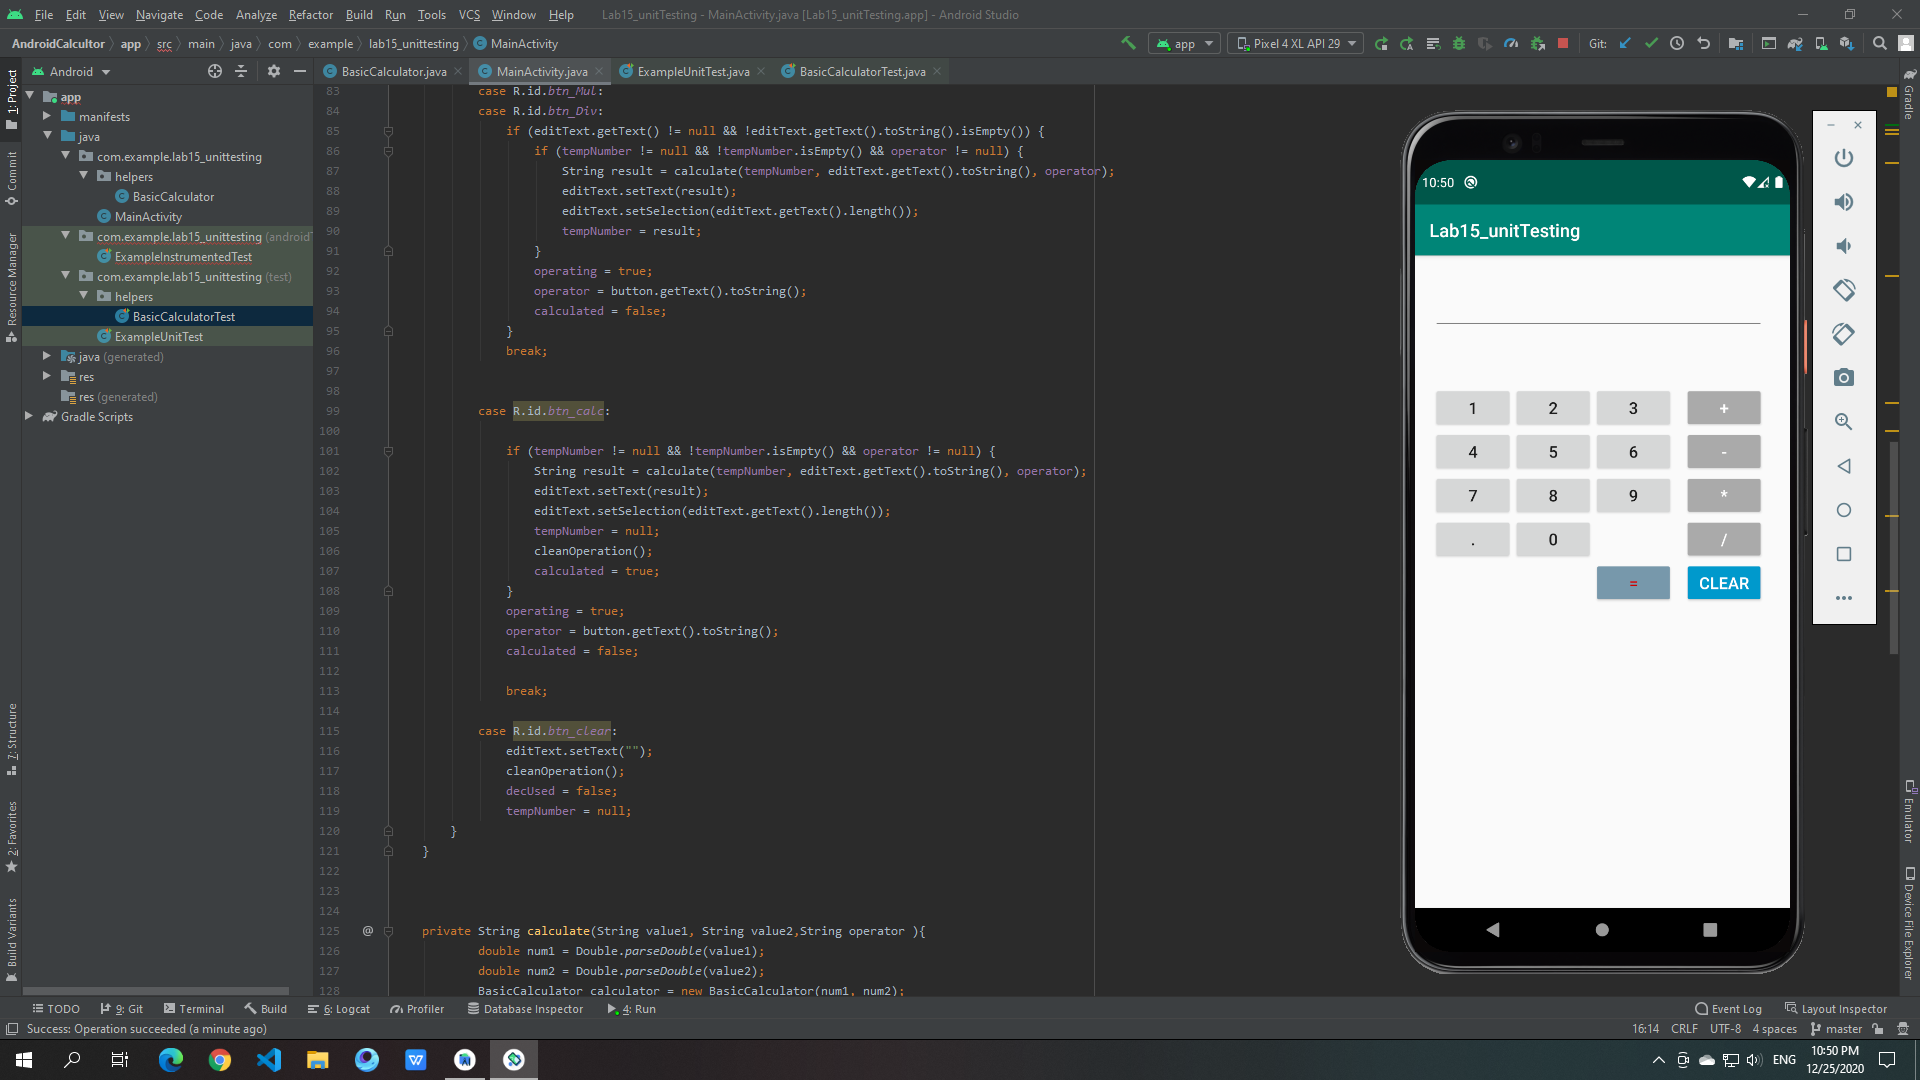 File Edit View Navigate Code Analyze Refactor Build Run Tools VCS Window Help Lab15_unitTesting - MainActivity.java [Lab15_unitTesting.app] - Android Studio
AndroidCalcultor app src main java com example lab15_unittesting MainActivity app Pixel 4 XL API 29 Git:
Android BasicCalculator.java MainActivity.java ExampleUnitTest.java BasicCalculatorTest.java
1: Project
Commit
Resource Manager
7: Structure
2: Favorites
Build Variants
app
manifests
java
com.example.lab15_unittesting
helpers
BasicCalculator
MainActivity
com.example.lab15_unittesting (androidT
ExampleInstrumentedTest
com.example.lab15_unittesting (test)
helpers
BasicCalculatorTest
ExampleUnitTest
java (generated)
res
res (generated)
Gradle Scripts
83 case R.id.btn_Mul:
84 case R.id.btn_Div:
85 if (editText.getText() != null && !editText.getText().toString().isEmpty()) {
86 if (tempNumber != null && !tempNumber.isEmpty() && operator != null) {
87 String result = calculate(tempNumber, editText.getText().toString(), operator);
88 editText.setText(result);
89 editText.setSelection(editText.getText().length());
90 tempNumber = result;
91 }
92 operating = true;
93 operator = button.getText().toString();
94 calculated = false;
95 }
96 break;
97
98
99 case R.id.btn_calc:
100
101 if (tempNumber != null && !tempNumber.isEmpty() && operator != null) {
102 String result = calculate(tempNumber, editText.getText().toString(), operator);
103 editText.setText(result);
104 editText.setSelection(editText.getText().length());
105 tempNumber = null;
106 cleanOperation();
107 calculated = true;
108 }
109 operating = true;
110 operator = button.getText().toString();
111 calculated = false;
112
113 break;
114
115 case R.id.btn_clear:
116 editText.setText("");
117 cleanOperation();
118 decUsed = false;
119 tempNumber = null;
120 }
121 }
122
123
124
125 @ private String calculate(String value1, String value2,String operator ){
126 double num1 = Double.parseDouble(value1);
127 double num2 = Double.parseDouble(value2);
128 BasicCalculator calculator = new BasicCalculator(num1, num2);
10:50
Lab15_unitTesting
1 2 3 +
4 5 6 -
7 8 9 *
. 0 /
= CLEAR
Gradle
Emulator
Device File Explorer
TODO 9: Git Terminal Build 6: Logcat Profiler Database Inspector 4: Run Event Log Layout Inspector
Success: Operation succeeded (a minute ago) 16:14 CRLF UTF-8 4 spaces master
ENG 10:50 PM
12/25/2020